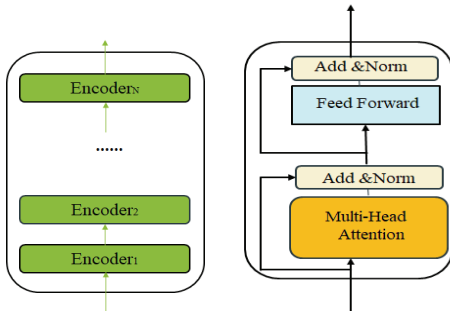 EncoderN
......
Encoder2
Encoder1
Add &Norm
Feed Forward
Add &Norm
Multi-Head
Attention